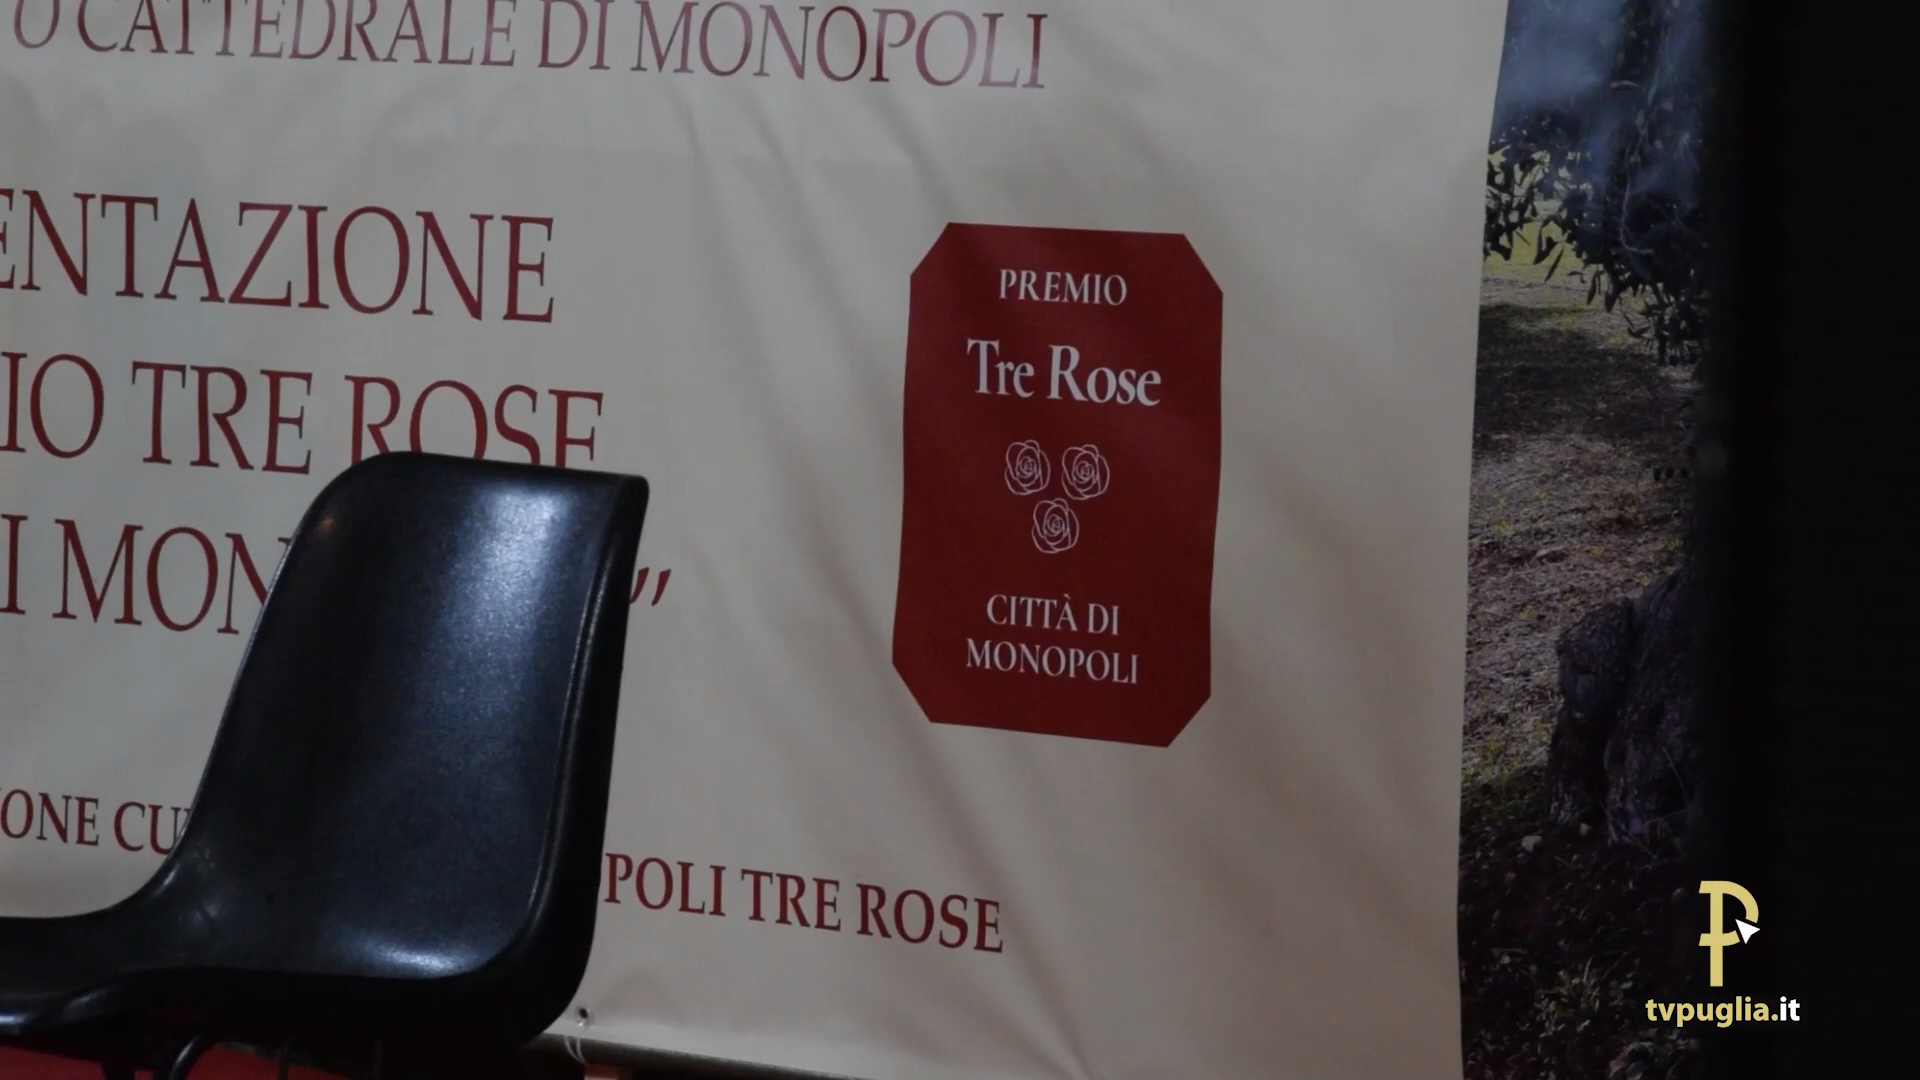 O CATTEDRALE DI MONOPOLI
ENTAZIONE
IO TRE ROSE
I MON ”
IONE CU POLI TRE ROSE
PREMIO
Tre Rose
CITTÀ DI
MONOPOLI
tvpuglia.it